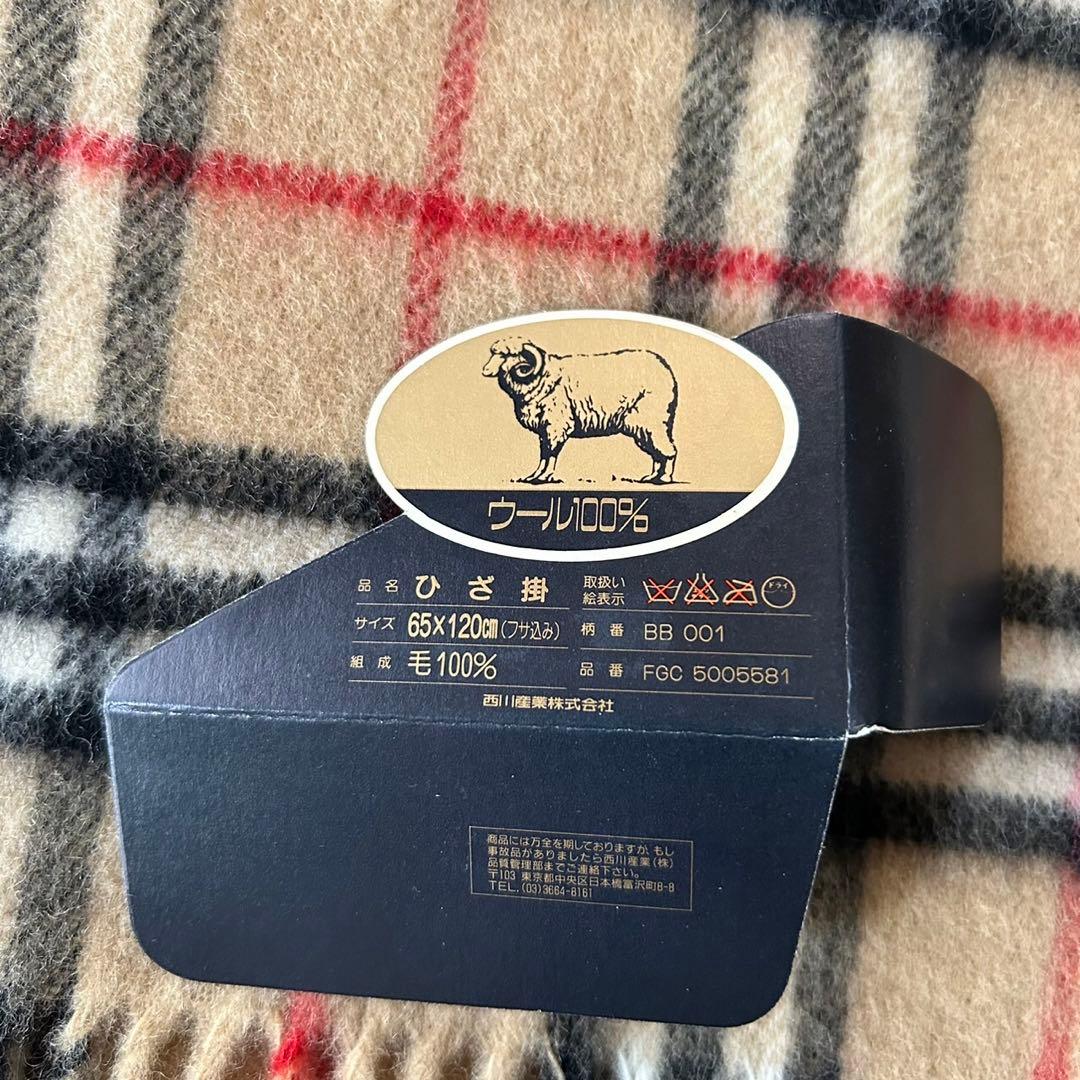 ウール100%
品名 ひざ掛
サイズ 65×120cm(フサ込み)
組成 毛100%
取扱い
絵表示
ドライ
柄番 BB 001
品番 FGC 5005581
西川産業株式会社
商品には万全を期しておりますが、もし
事故品がありましたら西川産業(株)
品質管理部までご連絡下さい。
〒103 東京都中央区日本橋富沢町8-8
TEL.(03)3664-8161